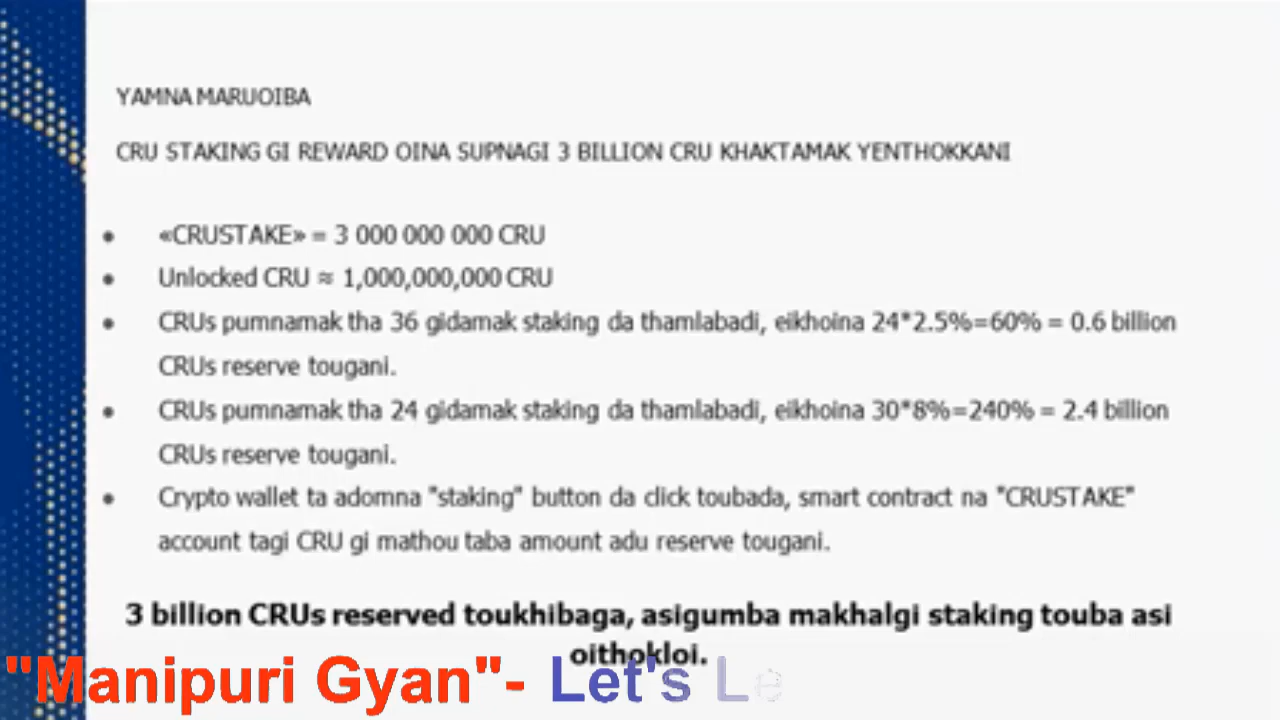 YAMNA MARUOIBA
CRU STAKING GI REWARD OINA SUPNAGI 3 BILLION CRU KHAKTAMAK YENTHOKKANI
• «CRUSTAKE» = 3 000 000 000 CRU
• Unlocked CRU ≈ 1,000,000,000 CRU
• CRUs pumnamak tha 36 gidamak staking da thamlabadi, eikhoina 24*2.5%=60% = 0.6 billion
CRUs reserve tougani.
• CRUs pumnamak tha 24 gidamak staking da thamlabadi, eikhoina 30*8%=240% = 2.4 billion
CRUs reserve tougani.
• Crypto wallet ta adomna "staking" button da click toubada, smart contract na "CRUSTAKE"
account tagi CRU gi mathou taba amount adu reserve tougani.
3 billion CRUs reserved toukhibaga, asigumba makhalgi staking touba asi
oithokloi.
"Manipuri Gyan"- Let's Le